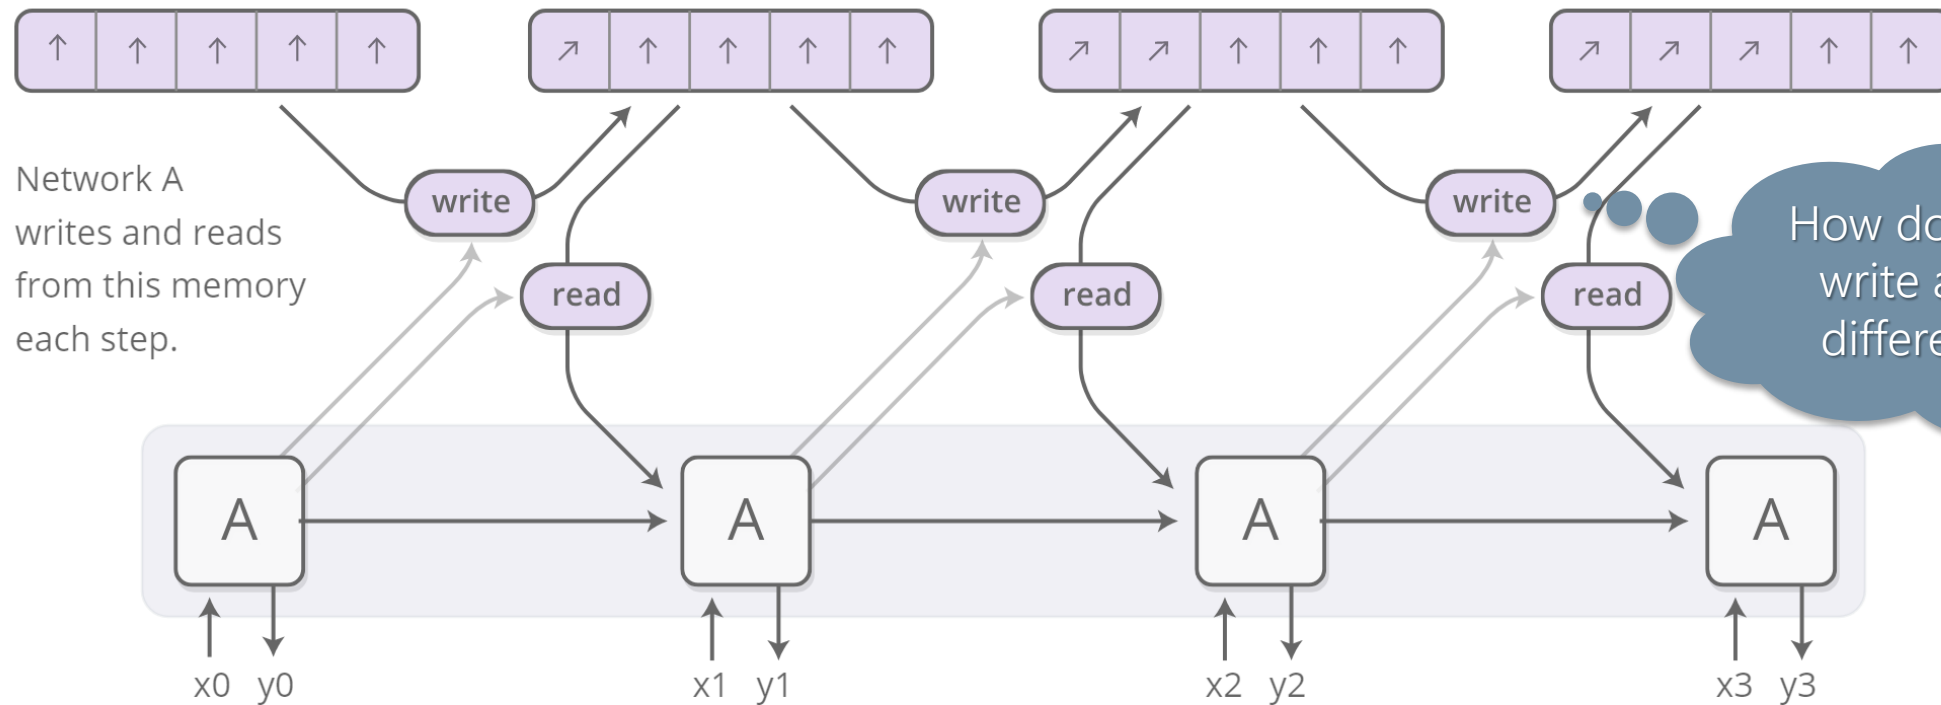 Network A
writes and reads
from this memory
each step.
write
write
write
read
read
read
How do
write
differe
A
A
A
A
x0 y0
x1 y1
x2 y2
x3 y3